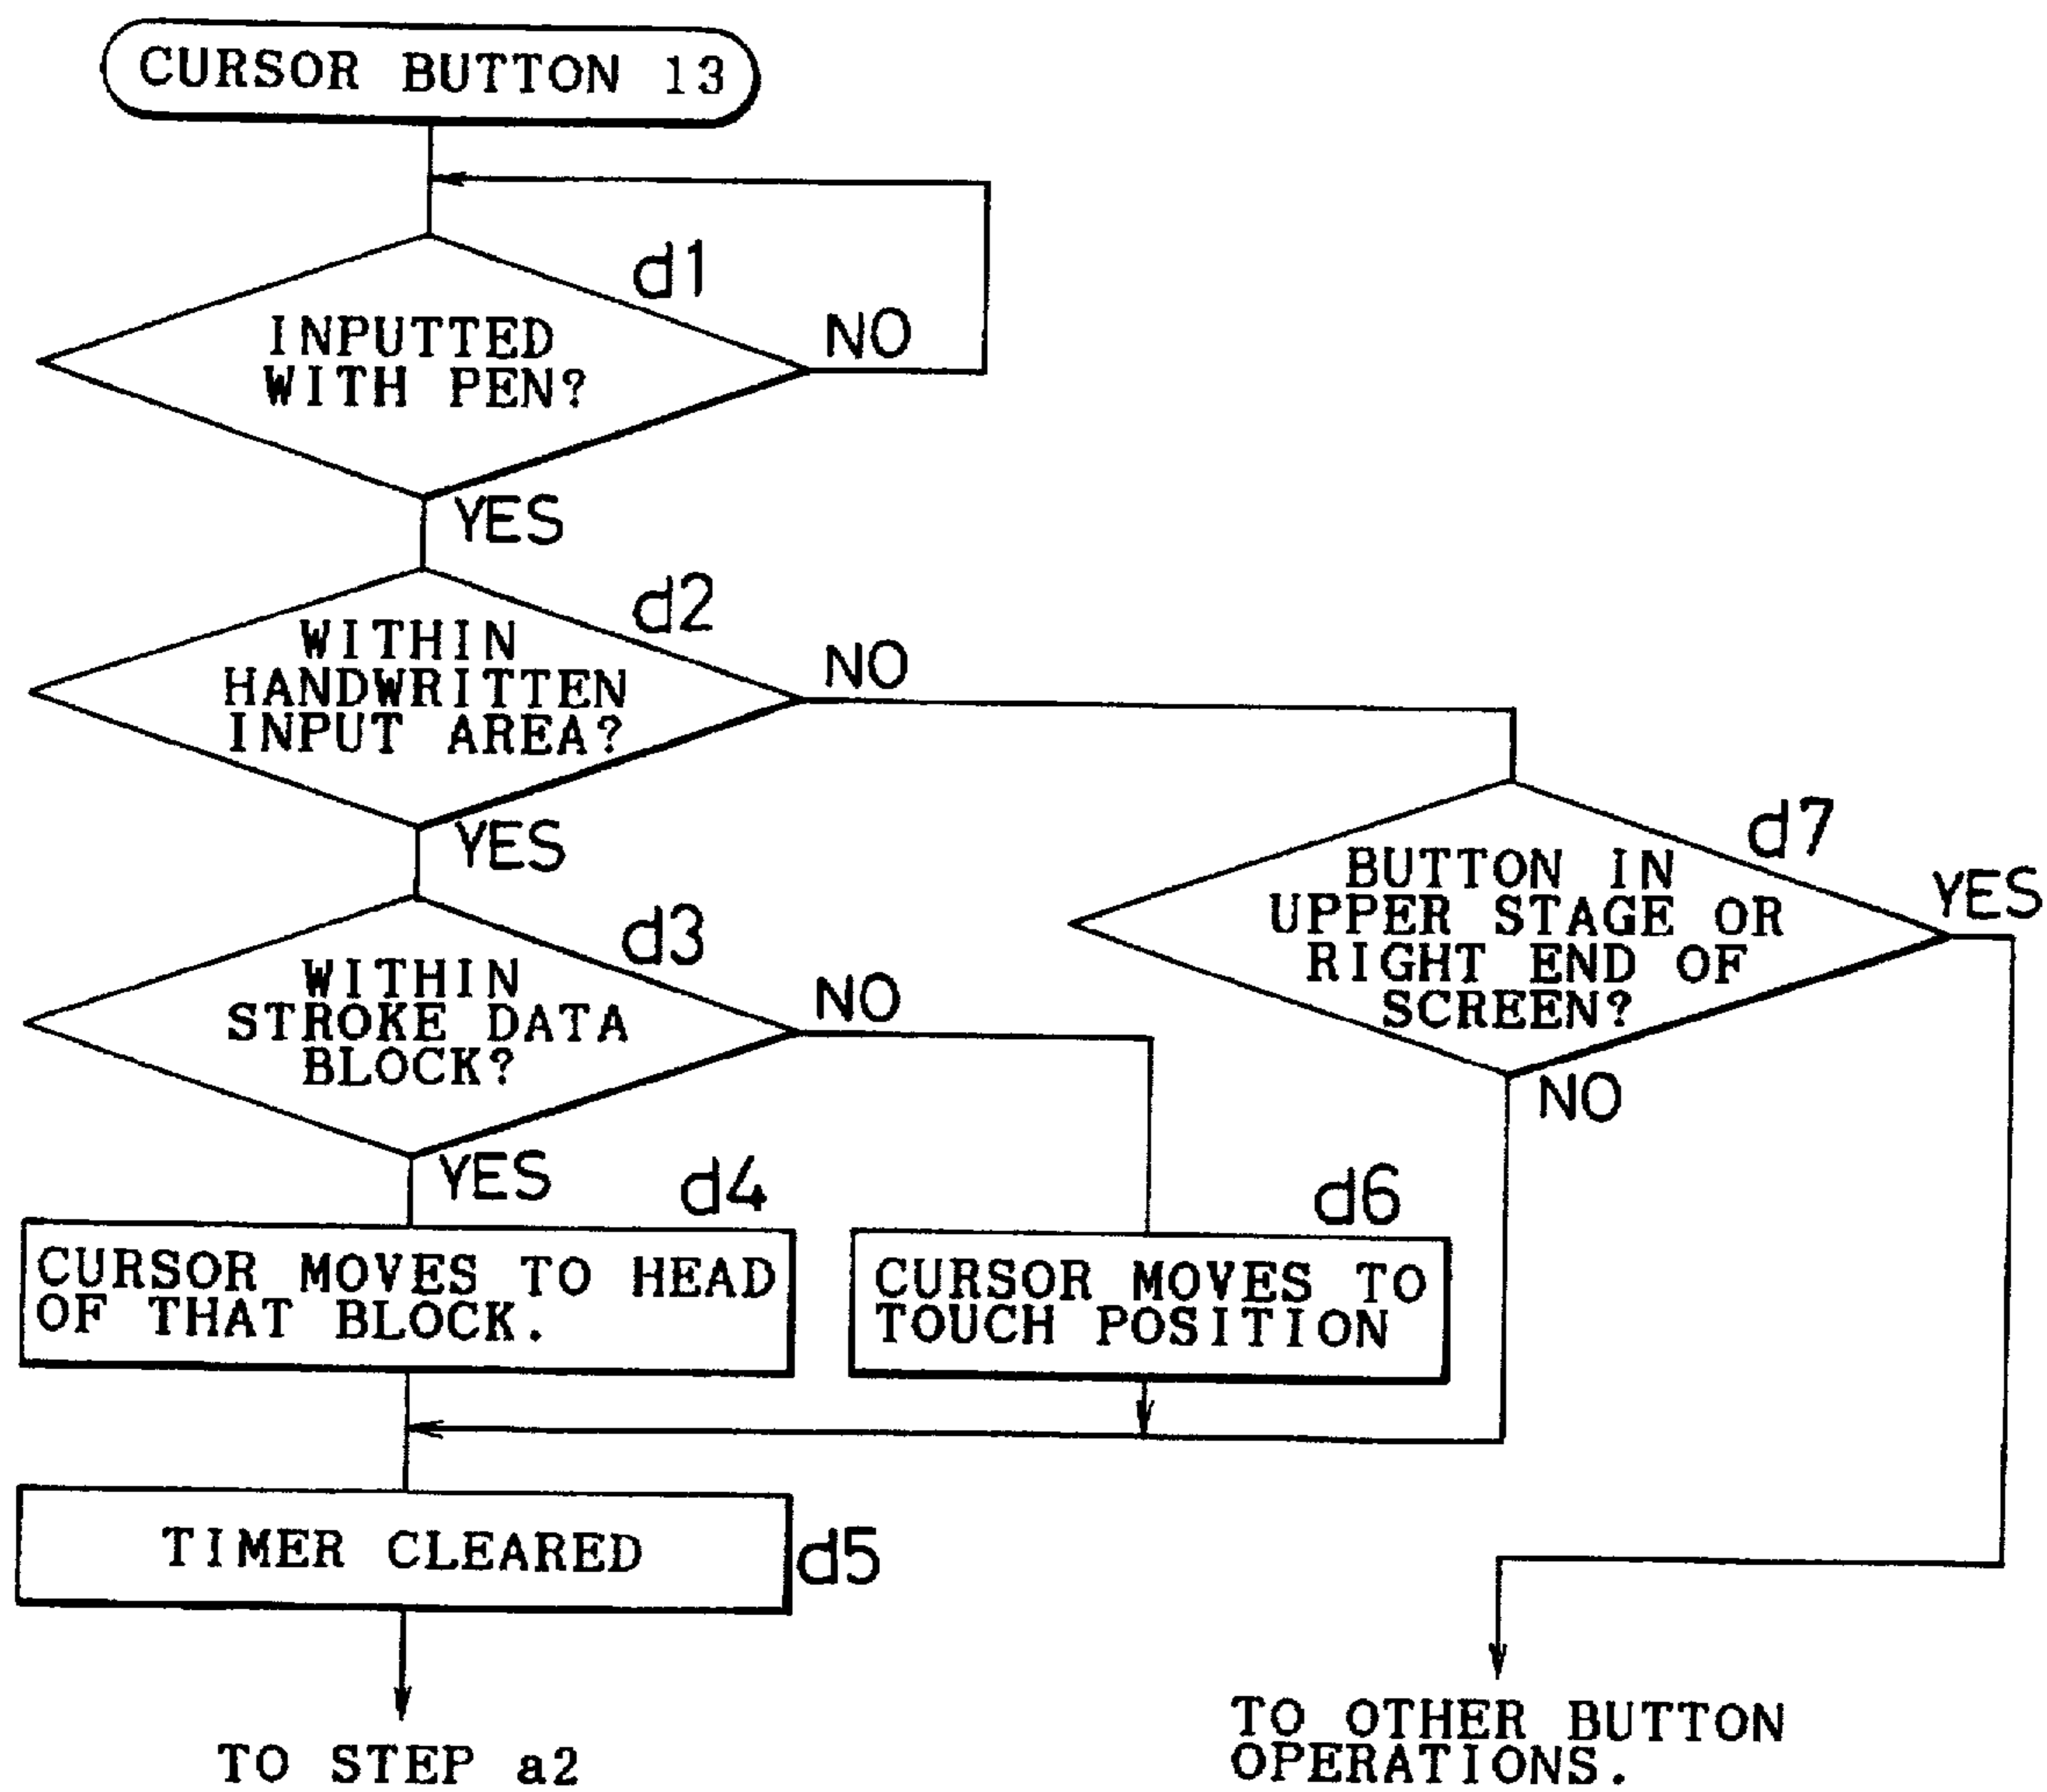 CURSOR BUTTON 13
d1
INPUTTED
WITH PEN?
NO
YES
d2
WITHIN
HANDWRITTEN
INPUT AREA?
NO
YES
d7
BUTTON IN
UPPER STAGE OR
RIGHT END OF
SCREEN?
YES
NO
d3
WITHIN
STROKE DATA
BLOCK?
NO
YES
d4
CURSOR MOVES TO HEAD
OF THAT BLOCK.
d6
CURSOR MOVES TO
TOUCH POSITION
TIMER CLEARED
d5
TO STEP a2
TO OTHER BUTTON
OPERATIONS.